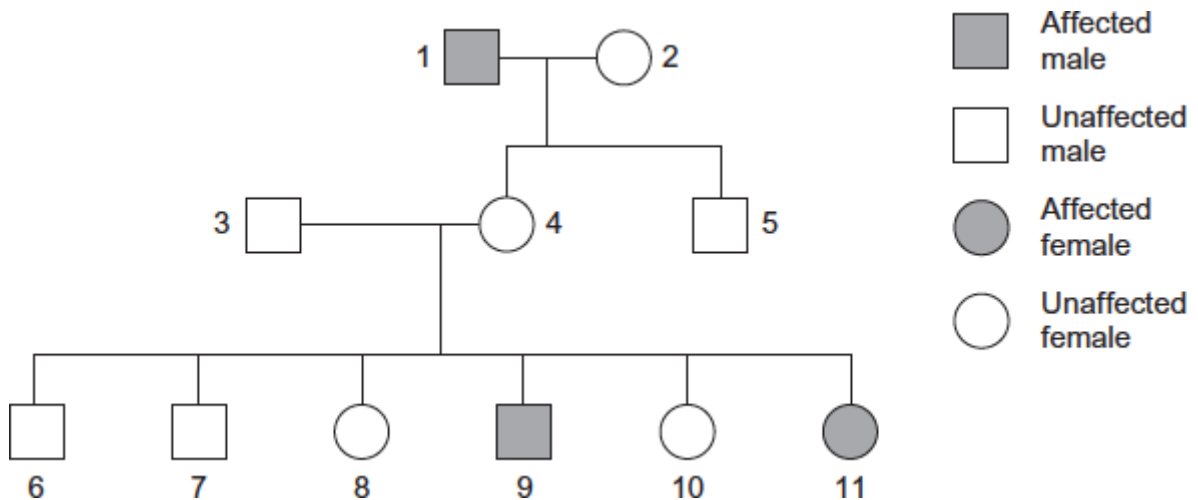 Affected
male
1
2
Unaffected
male
3
4
5
Affected
female
Unaffected
female
6 7 8 9 10 11